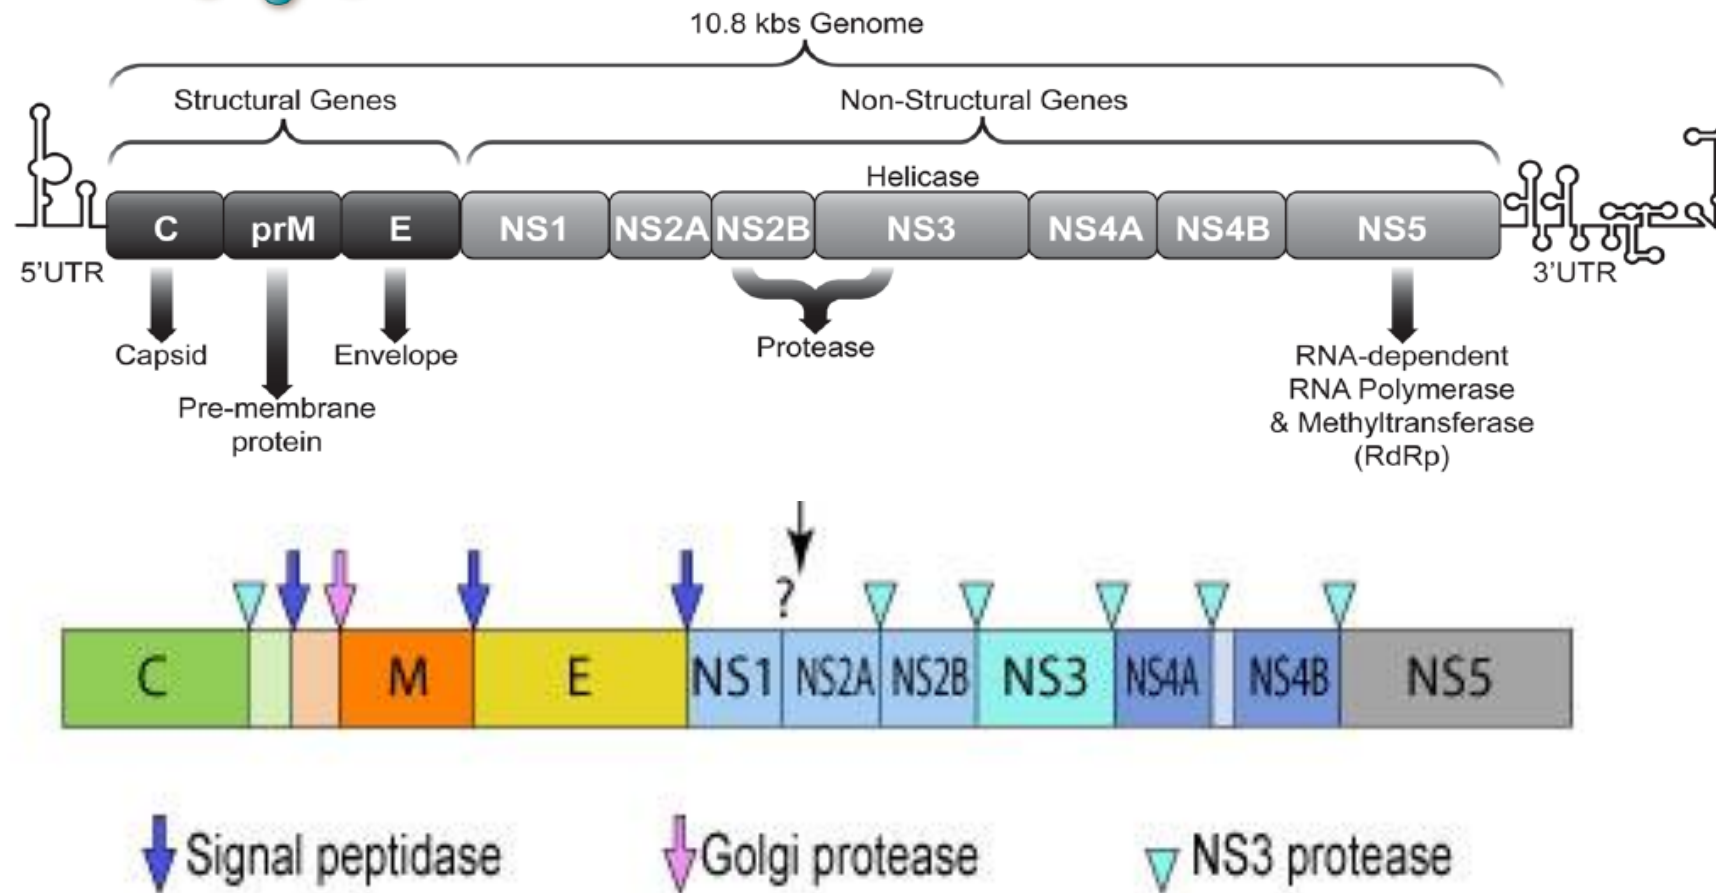 10.8 kbs Genome
Structural Genes
Non-Structural Genes
Helicase
C prM E NS1 NS2A NS2B NS3 NS4A NS4B NS5
5'UTR
3'UTR
Capsid
Envelope
Protease
Pre-membrane
protein
RNA-dependent
RNA Polymerase
& Methyltransferase
(RdRp)
?
C M E NS1 NS2A NS2B NS3 NS4A NS4B NS5
Signal peptidase
Golgi protease
NS3 protease